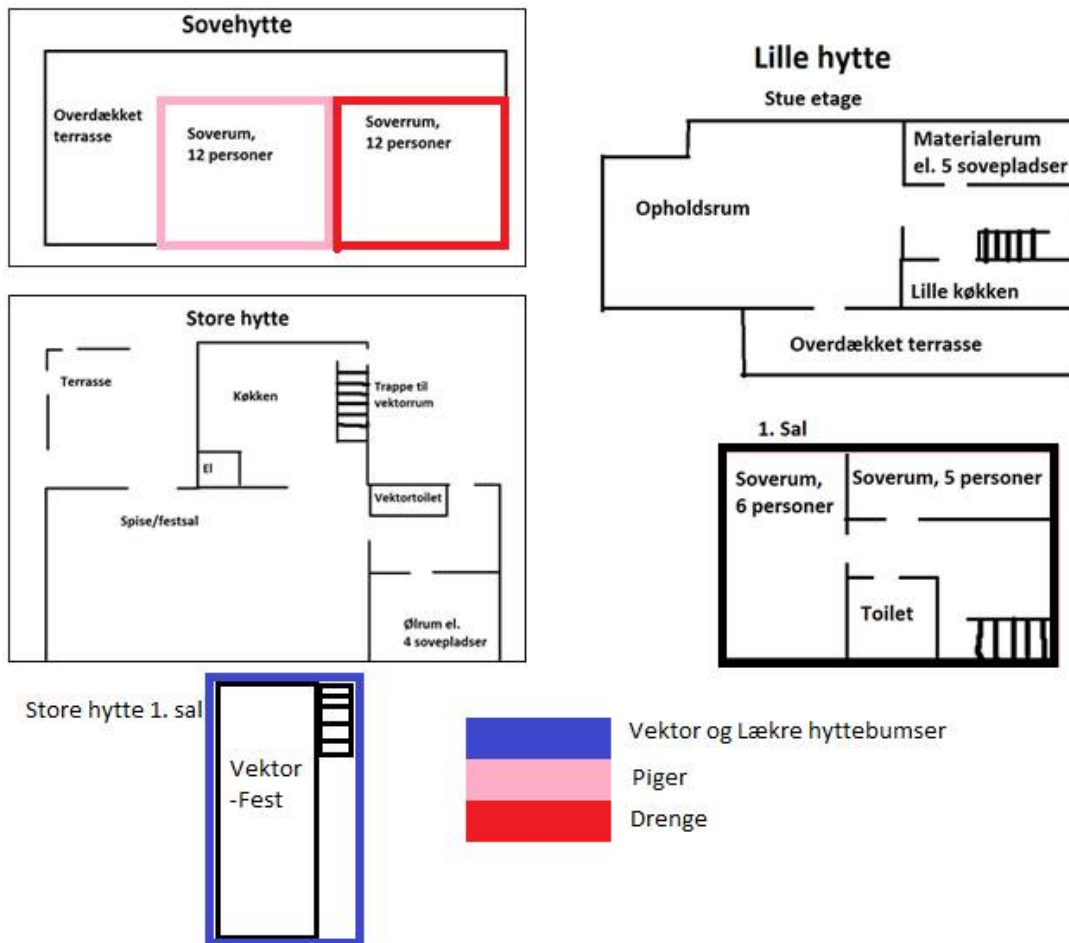 Sovehytte
Overdækket
terrasse
Soverum,
12 personer
Soverrum,
12 personer
Lille hytte
Stue etage
Materialerum
el. 5 sovepladser
Opholdsrum
Lille køkken
Overdækket terrasse
Store hytte
Terrasse
Køkken
Trappe til
vektorrum
El
Vektortoilet
Spise/festsal
Ølrum el.
4 sovepladser
1. Sal
Soverum,
6 personer
Soverum, 5 personer
Toilet
Store hytte 1. sal
Vektor
-Fest
Vektor og Lækre hyttebumser
Piger
Drenge